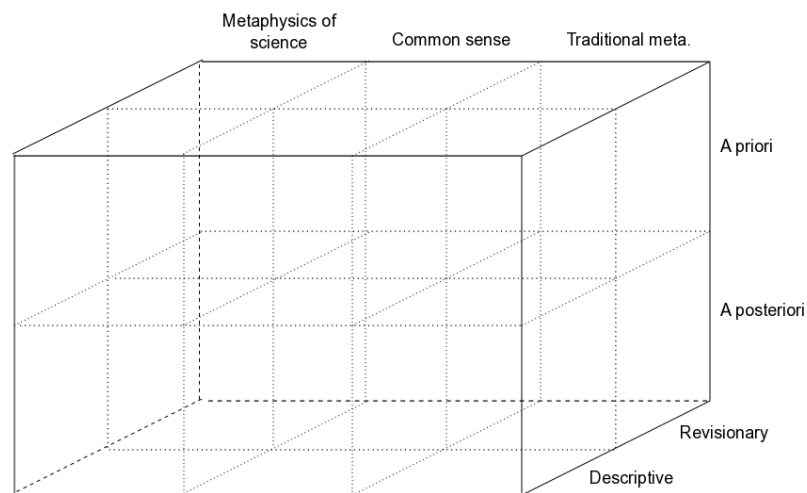 Metaphysics of
science
Common sense
Traditional meta.
A priori
A posteriori
Revisionary
Descriptive